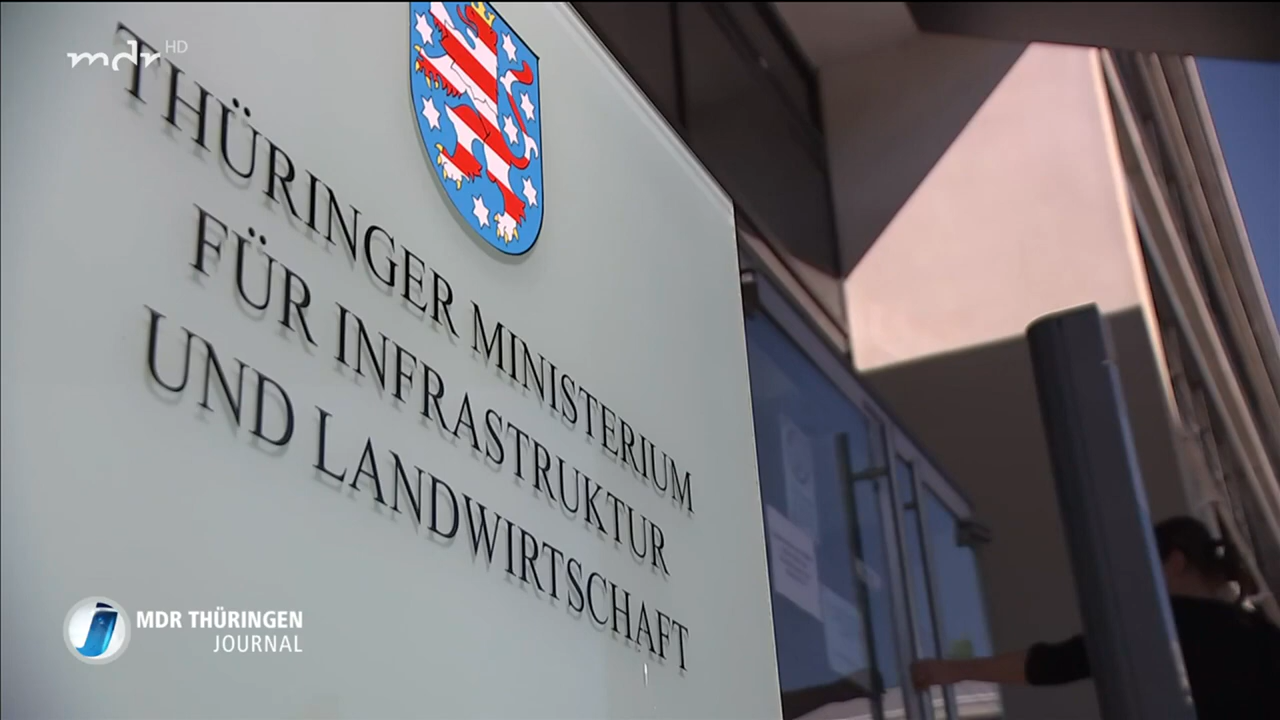 mdr HD
THÜRINGER MINISTERIUM
FÜR INFRASTRUKTUR
UND LANDWIRTSCHAFT
MDR THÜRINGEN
JOURNAL